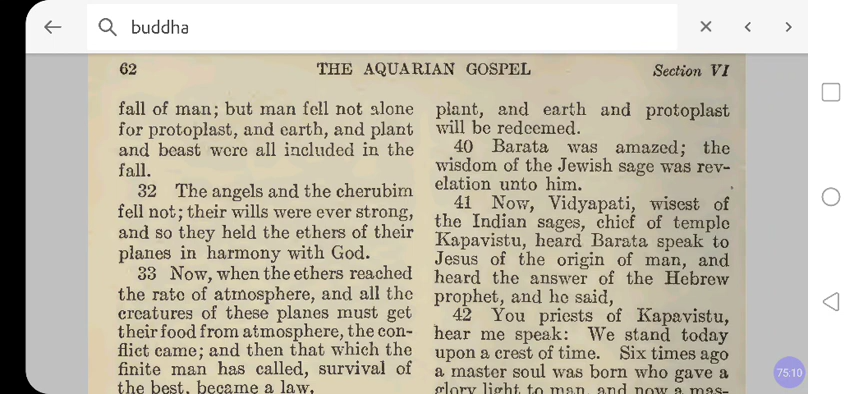 buddha
62 THE AQUARIAN GOSPEL Section VI
fall of man; but man fell not alone
for protoplast, and earth, and plant
and beast were all included in the
fall.
32 The angels and the cherubim
fell not; their wills were ever strong,
and so they held the ethers of their
planes in harmony with God.
33 Now, when the ethers reached
the rate of atmosphere, and all the
creatures of these planes must get
their food from atmosphere, the con-
flict came; and then that which the
finite man has called, survival of
the best, became a law,
plant, and earth and protoplast
will be redeemed.
40 Barata was amazed; the
wisdom of the Jewish sage was rev-
elation unto him.
41 Now, Vidyapati, wisest of
the Indian sages, chief of temple
Kapavistu, heard Barata speak to
Jesus of the origin of man, and
heard the answer of the Hebrew
prophet, and he said,
42 You priests of Kapavistu,
hear me speak: We stand today
upon a crest of time. Six times ago
a master soul was born who gave a
glory light to man, and now a mas-
75:10